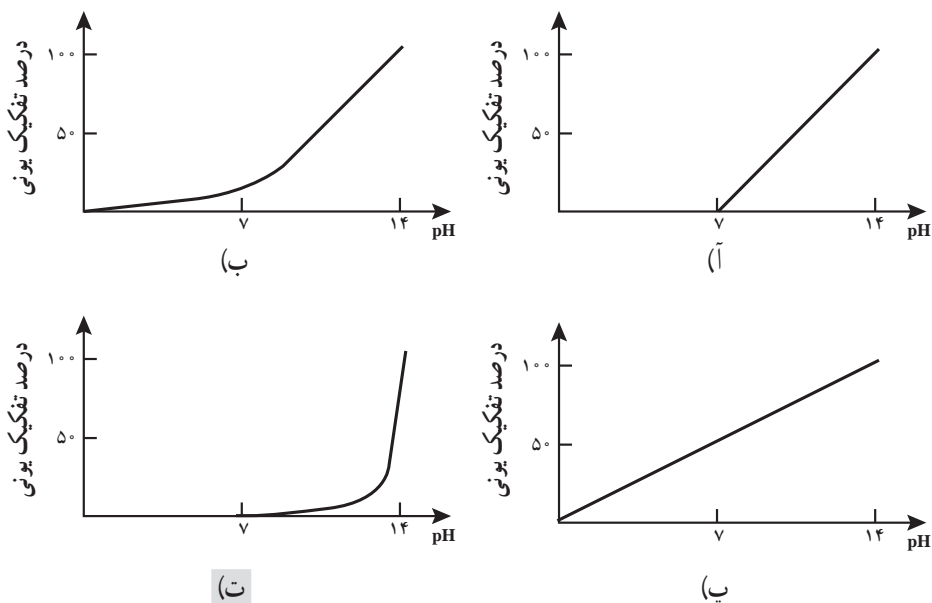 درصد تفکیک یونی
۱۰۰
۵۰
۷
۱۴
pH
آ)
درصد تفکیک یونی
۱۰۰
۵۰
۷
۱۴
pH
ب)
درصد تفکیک یونی
۱۰۰
۵۰
۷
۱۴
pH
پ)
درصد تفکیک یونی
۱۰۰
۵۰
۷
۱۴
pH
ت)